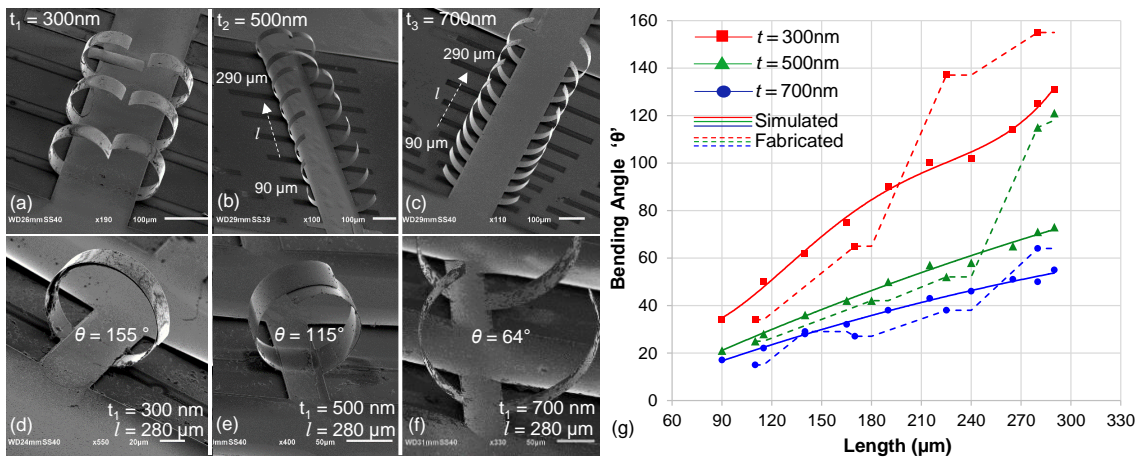 t₁ = 300nm
(a)
WD26mmSS40 x190 100µm
t₂ = 500nm
290 µm
l
90 µm
(b)
WD29mmSS39 x100 100µm
t₃ = 700nm
290 µm
l
90 µm
(c)
WD29mmSS40 x110 100µm
θ = 155°
t₁ = 300 nm
(d) l = 280 µm
WD24mmSS40 x550 20µm
θ = 115°
t₁ = 500 nm
(e) l = 280 µm
mmSS40 x400 50µm
θ = 64°
t₁ = 700 nm
(f) l = 280 µm
WD31mmSS40 x330 50µm
Bending Angle ‘θ’
160
140
120
100
80
60
40
20
0
t = 300nm
t = 500nm
t = 700nm
Simulated
Fabricated
60 90 120 150 180 210 240 270 300 330
Length (µm)
(g)